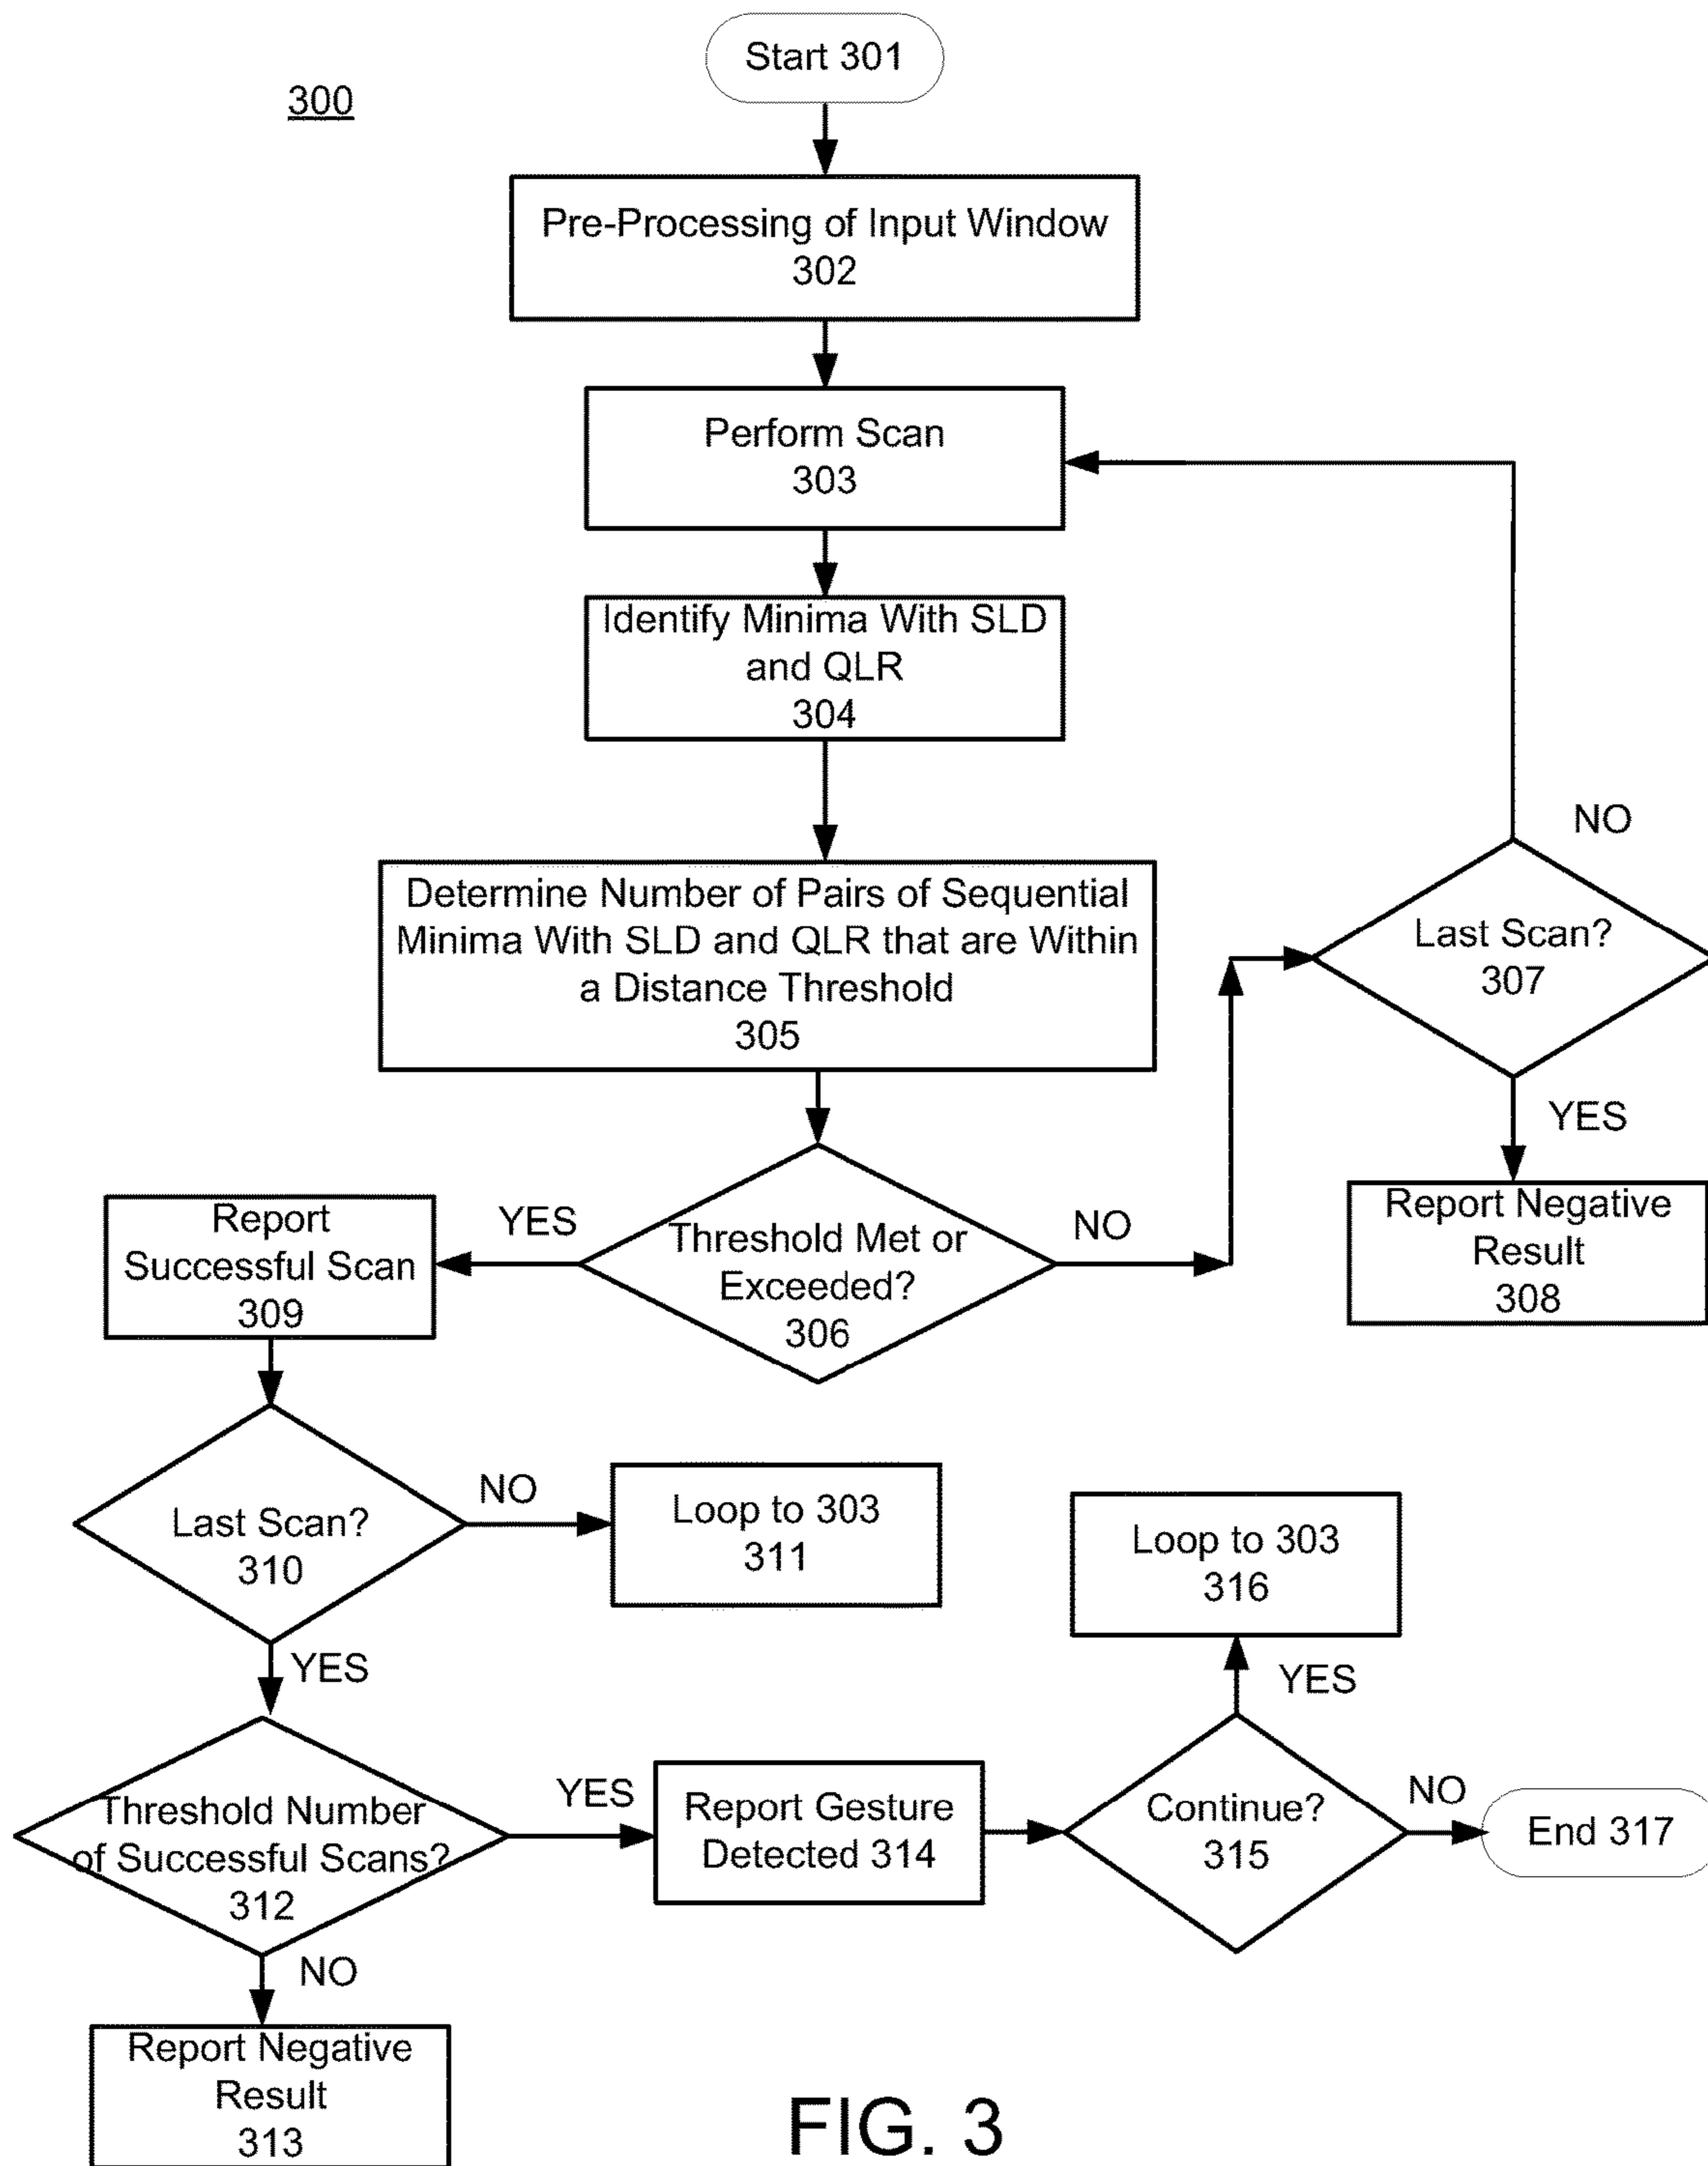 Start 301
300
Pre-Processing of Input Window
302
Perform Scan
303
Identify Minima With SLD
and QLR
304
Determine Number of Pairs of Sequential
Minima With SLD and QLR that are Within
a Distance Threshold
305
NO
Last Scan?
307
YES
Report Negative
Result
308
Threshold Met or
Exceeded?
306
YES
NO
Report
Successful Scan
309
Last Scan?
310
NO
Loop to 303
311
YES
Threshold Number
of Successful Scans?
312
YES
Report Gesture
Detected 314
Continue?
315
YES
Loop to 303
316
NO
End 317
NO
Report Negative
Result
313
FIG. 3